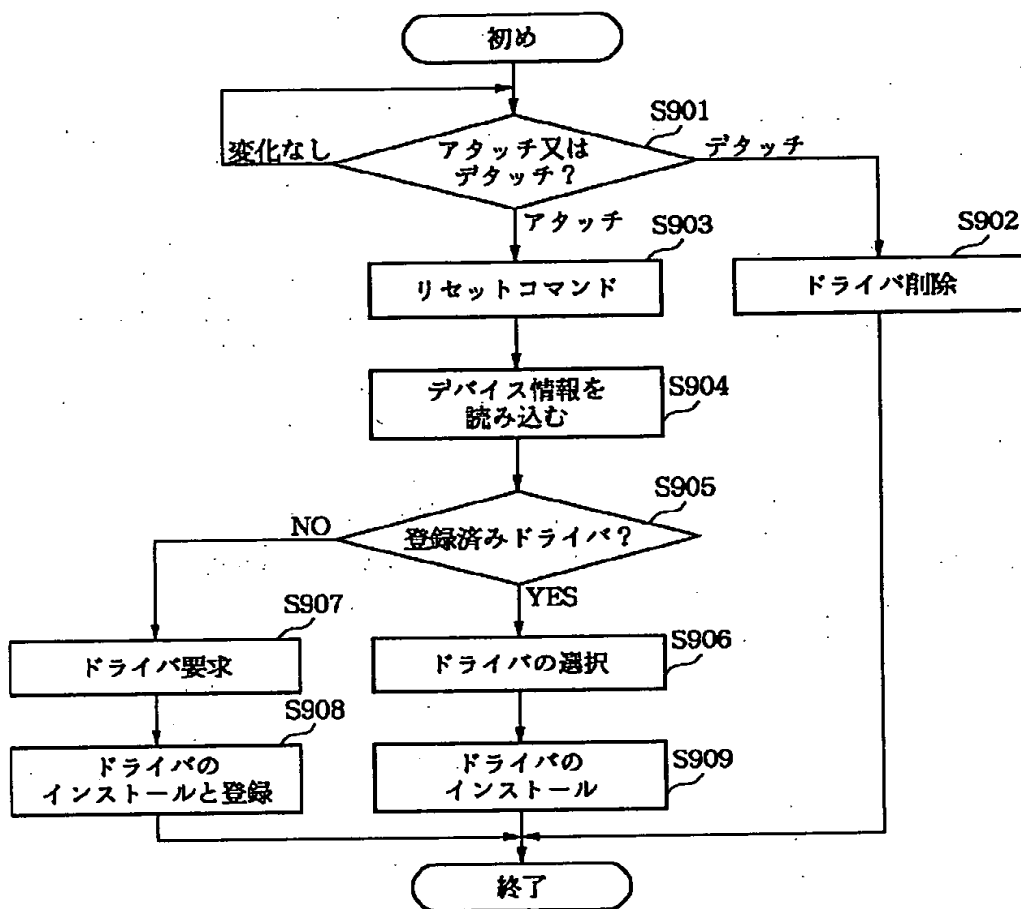 初め
S901
変化なし
アタッチ又は
デタッチ？
デタッチ
アタッチ
S903
S902
リセットコマンド
ドライバ削除
デバイス情報を
読み込む
S904
S905
NO
登録済みドライバ？
YES
S907
S906
ドライバ要求
ドライバの選択
S908
ドライバの
インストールと登録
S909
ドライバの
インストール
終了